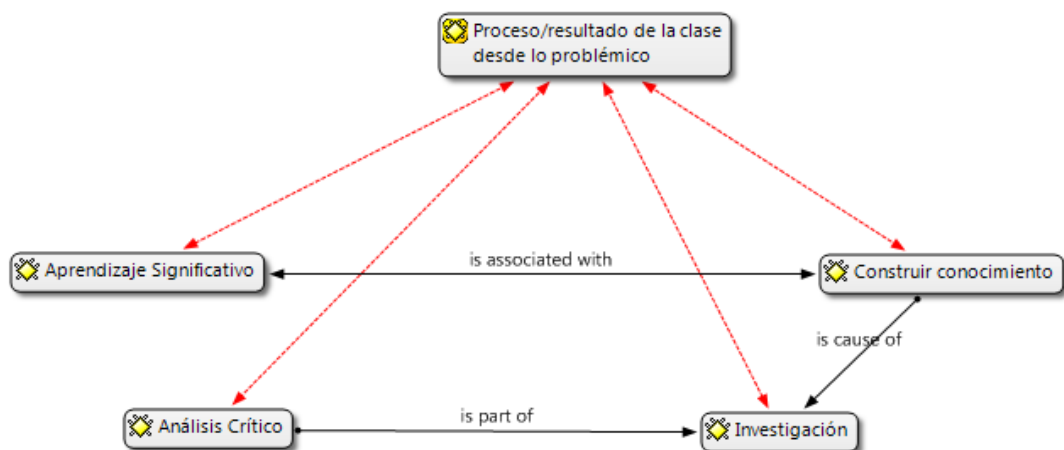 Proceso/resultado de la clase
desde lo problémico
Aprendizaje Significativo
is associated with
Construir conocimiento
is cause of
Análisis Crítico
is part of
Investigación